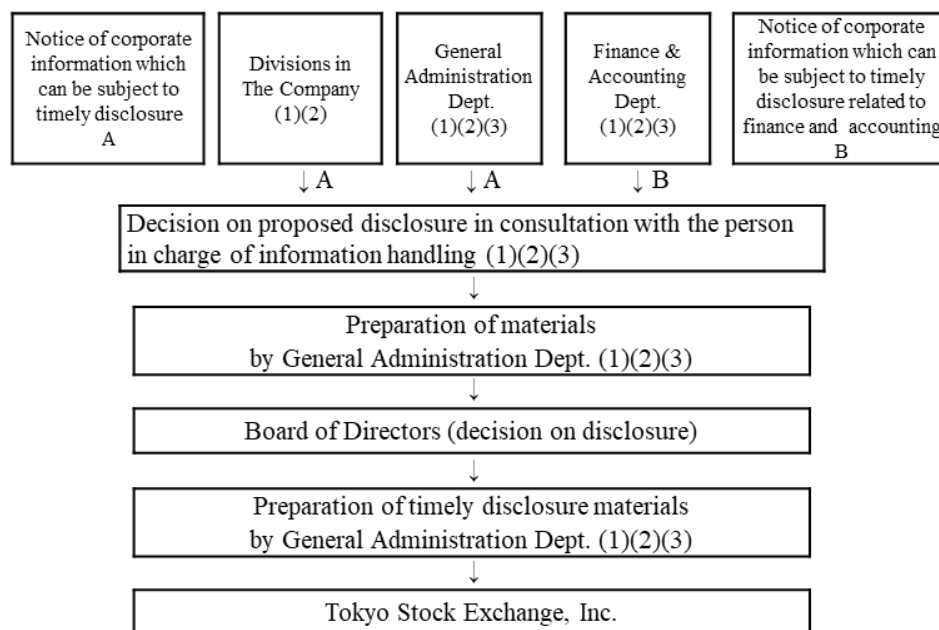 Notice of corporate
information which
can be subject to
timely disclosure
A
Divisions in
The Company
(1)(2)
General
Administration
Dept.
(1)(2)(3)
Finance &
Accounting
Dept.
(1)(2)(3)
Notice of corporate
information which can
be subject to timely
disclosure related to
finance and accounting
B
↓ A
↓ A
↓ B
Decision on proposed disclosure in consultation with the person
in charge of information handling (1)(2)(3)
↓
Preparation of materials
by General Administration Dept. (1)(2)(3)
↓
Board of Directors (decision on disclosure)
↓
Preparation of timely disclosure materials
by General Administration Dept. (1)(2)(3)
↓
Tokyo Stock Exchange, Inc.